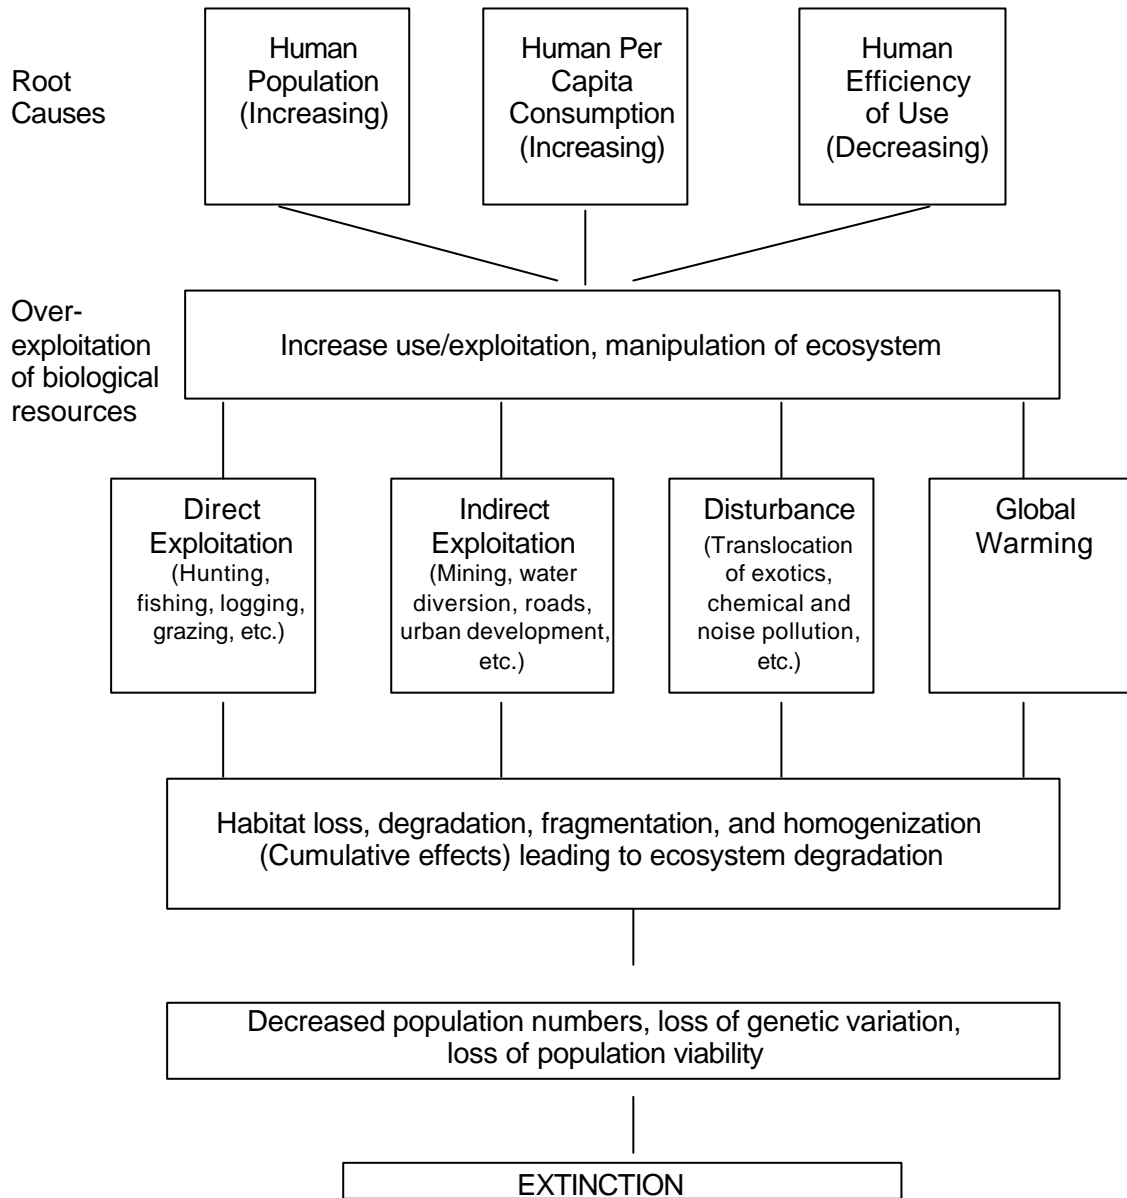 Root
Causes
Human
Population
(Increasing)
Human Per
Capita
Consumption
(Increasing)
Human
Efficiency
of Use
(Decreasing)
Over-
exploitation
of biological
resources
Increase use/exploitation, manipulation of ecosystem
Direct
Exploitation
(Hunting,
fishing, logging,
grazing, etc.)
Indirect
Exploitation
(Mining, water
diversion, roads,
urban development,
etc.)
Disturbance
(Translocation
of exotics,
chemical and
noise pollution,
etc.)
Global
Warming
Habitat loss, degradation, fragmentation, and homogenization
(Cumulative effects) leading to ecosystem degradation
Decreased population numbers, loss of genetic variation,
loss of population viability
EXTINCTION